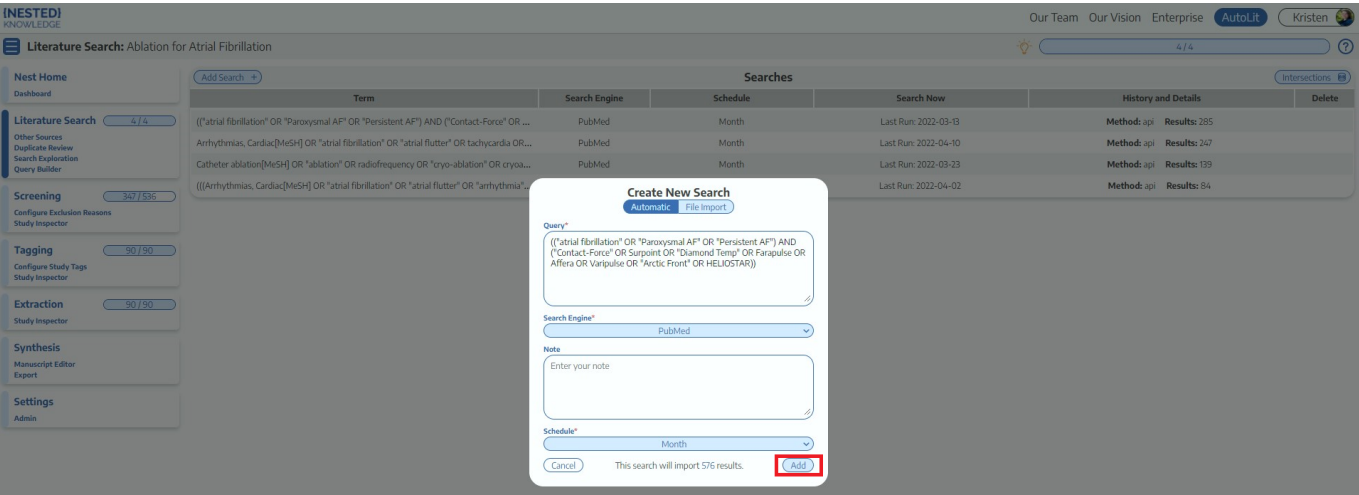 {NESTED}
KNOWLEDGE
Our Team Our Vision Enterprise AutoLit Kristen
Literature Search: Ablation for Atrial Fibrillation
4/4
?
Nest Home
Dashboard
Literature Search 4/4
Other Sources
Duplicate Review
Search Exploration
Query Builder
Screening 347/536
Configure Exclusion Reasons
Study Inspector
Tagging 90/90
Configure Study Tags
Study Inspector
Extraction 90/90
Study Inspector
Synthesis
Manuscript Editor
Export
Settings
Admin
Add Search +
Searches
Intersections
Term Search Engine Schedule Search Now History and Details Delete
(("atrial fibrillation" OR "Paroxysmal AF" OR "Persistent AF") AND ("Contact-Force" OR ... PubMed Month Last Run: 2022-03-13 Method: api Results: 285
Arrhythmias, Cardiac[MeSH] OR "atrial fibrillation" OR "atrial flutter" OR tachycardia OR... PubMed Month Last Run: 2022-04-10 Method: api Results: 247
Catheter ablation[MeSH] OR "ablation" OR radiofrequency OR "cryo-ablation" OR cryoa... PubMed Month Last Run: 2022-03-23 Method: api Results: 139
(((Arrhythmias, Cardiac[MeSH] OR "atrial fibrillation" OR "atrial flutter" OR "arrhythmia"... Last Run: 2022-04-02 Method: api Results: 84
Create New Search
Automatic File Import
Query*
(("atrial fibrillation" OR "Paroxysmal AF" OR "Persistent AF") AND
("Contact-Force" OR Surpoint OR "Diamond Temp" OR Farapulse OR
Affera OR Varipulse OR "Arctic Front" OR HELIOSTAR))
Search Engine*
PubMed
Note
Enter your note
Schedule*
Month
Cancel This search will import 576 results. Add